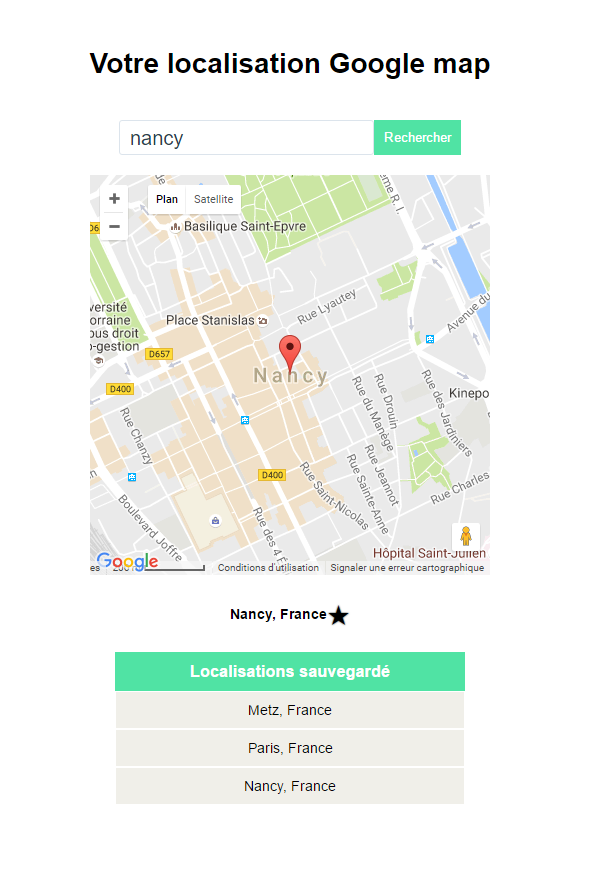 Votre localisation Google map
nancy
Rechercher
+
Plan
Satellite
−
Basilique Saint-Epvre
Rue Lyautey
Avenue du
Place Stanislas
versité
orraine
ous droit
o-gestion
D657
Nancy
D400
Kinepo
Rue Chanzy
Rue Drouin
Rue du Manège
Rue des Jardiniers
Rue Jeannot
Rue Sainte-Anne
Rue Saint-Nicolas
Rue Charles
D400
Boulevard Joffre
Rue des 4 É
Hôpital Saint-Julien
Google
Conditions d'utilisation
Signaler une erreur cartographique
Nancy, France
Localisations sauvegardé
Metz, France
Paris, France
Nancy, France